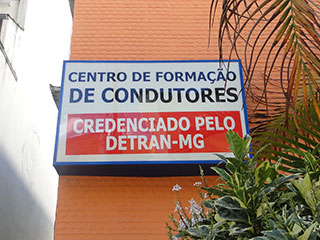 CENTRO DE FORMAÇÃO
DE CONDUTORES
CREDENCIADO PELO
DETRAN-MG